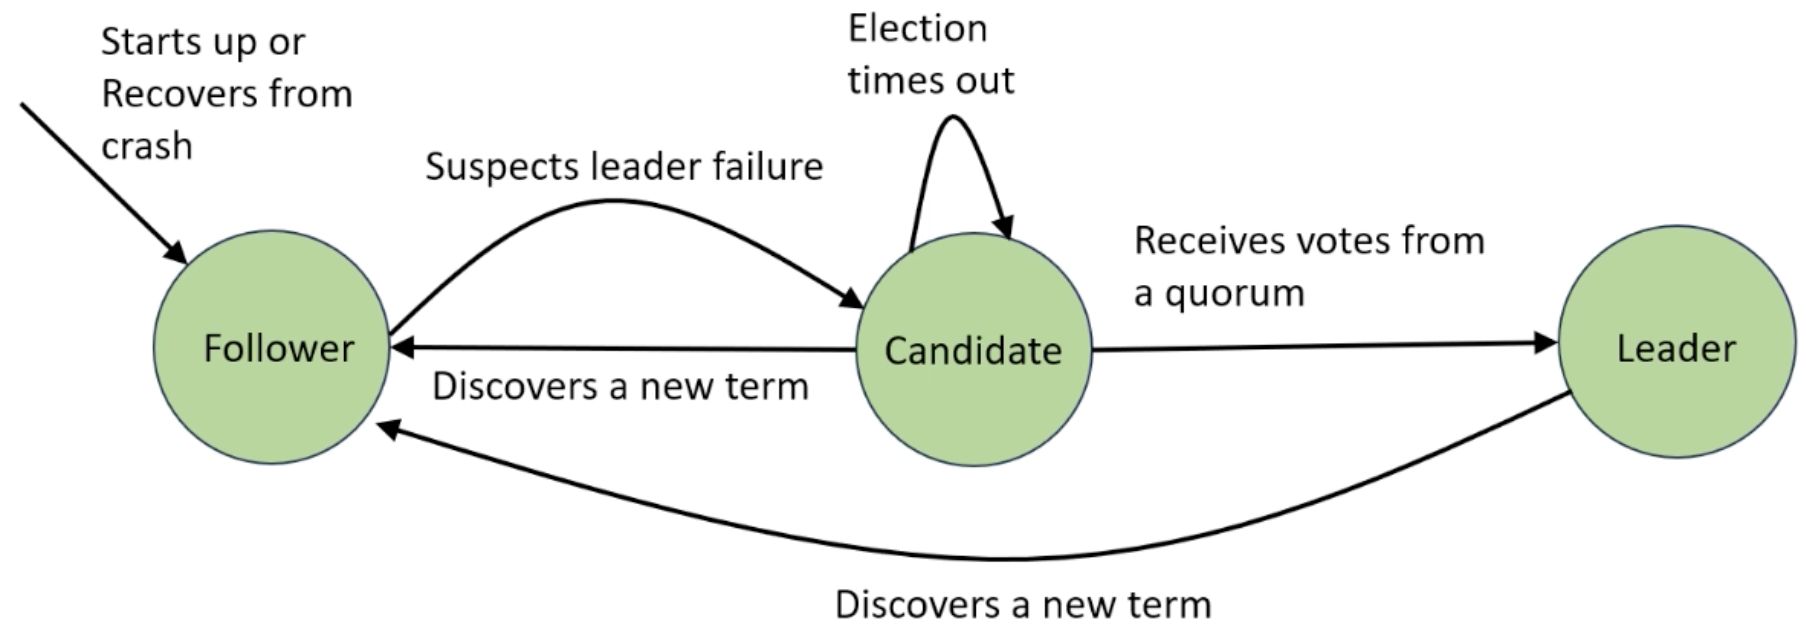 Starts up or
Recovers from
crash
Election
times out
Suspects leader failure
Receives votes from
a quorum
Follower
Candidate
Leader
Discovers a new term
Discovers a new term